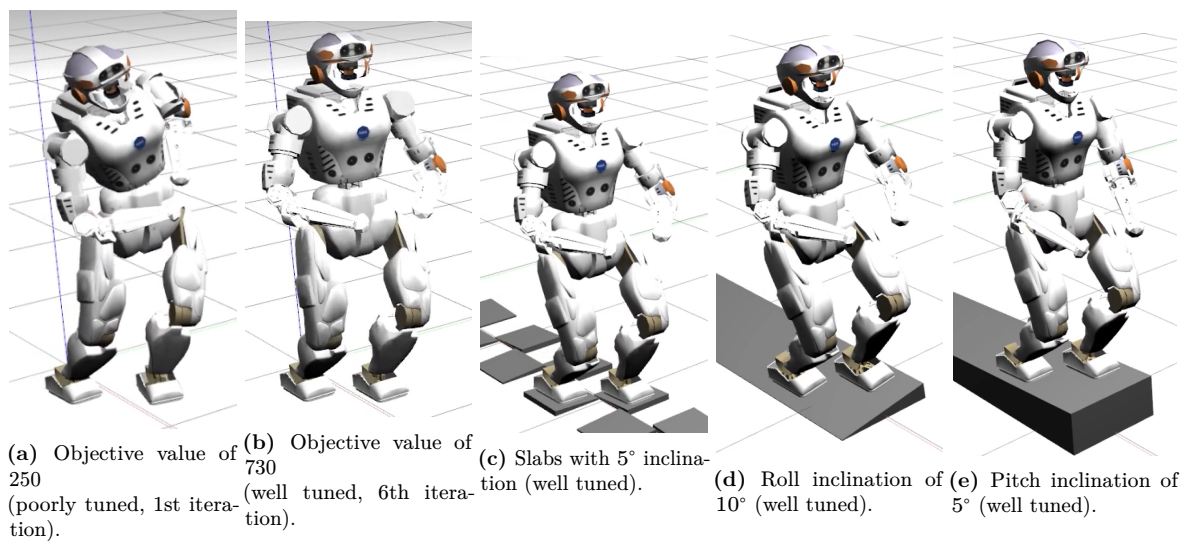 (a) Objective value of
250
(poorly tuned, 1st itera-
tion).
(b) Objective value of
730
(well tuned, 6th itera-
tion).
(c) Slabs with 5° inclina-
tion (well tuned).
(d) Roll inclination of
10° (well tuned).
(e) Pitch inclination of
5° (well tuned).